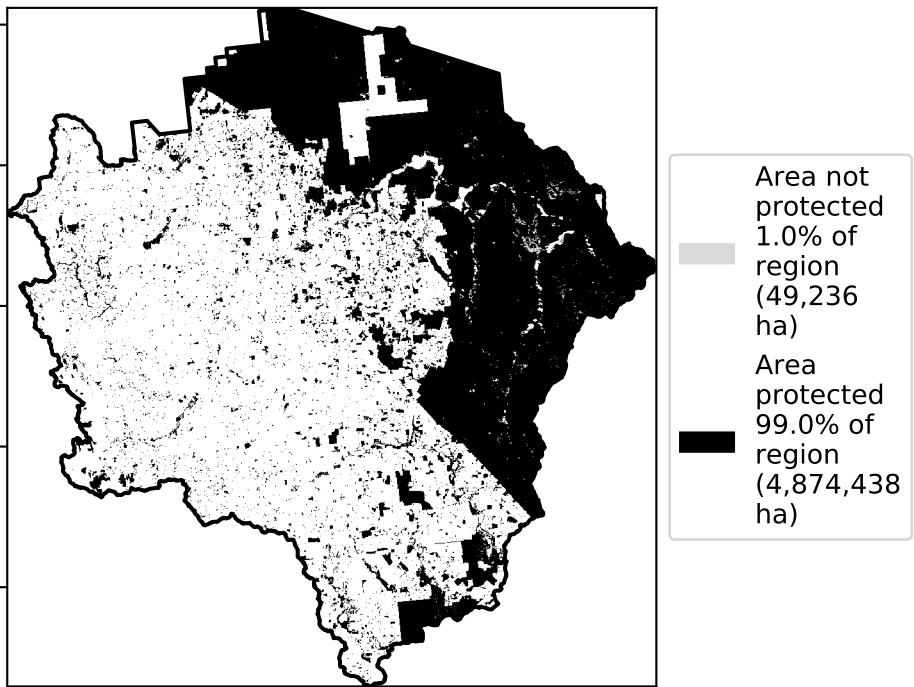 Area not
protected
1.0% of
region
(49,236
ha)
Area
protected
99.0% of
region
(4,874,438
ha)